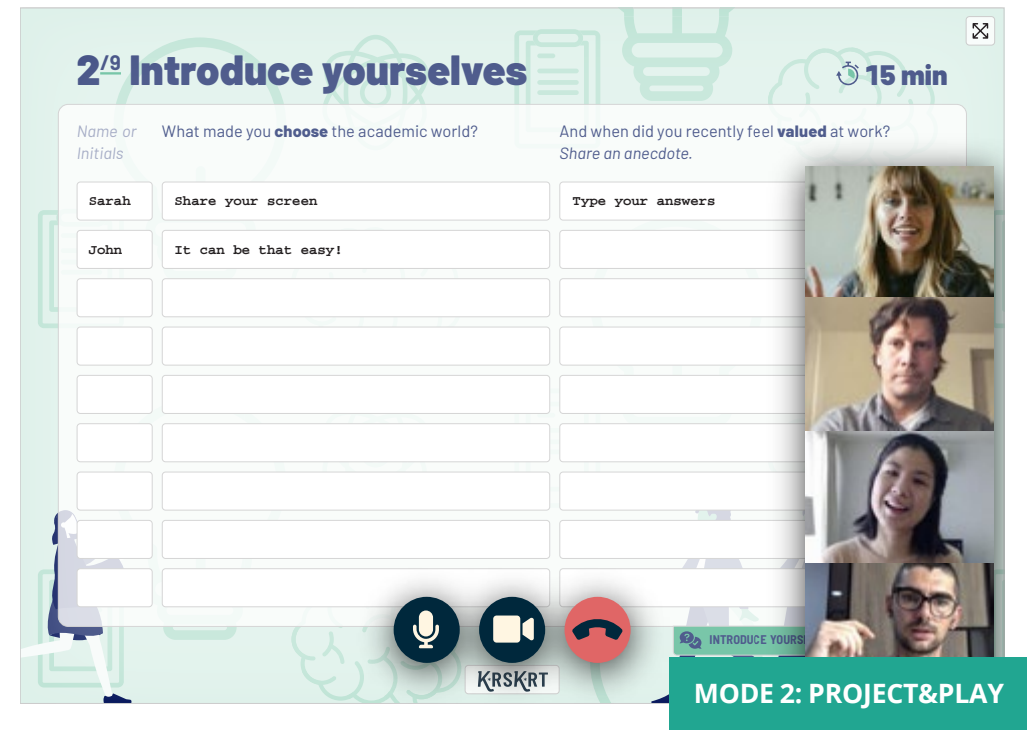 2/9 Introduce yourselves
15 min
Name or
Initials
What made you choose the academic world?
And when did you recently feel valued at work?
Share an anecdote.
Sarah
Share your screen
Type your answers
John
It can be that easy!
INTRODUCE YOURS
KRSKRT
MODE 2: PROJECT&PLAY